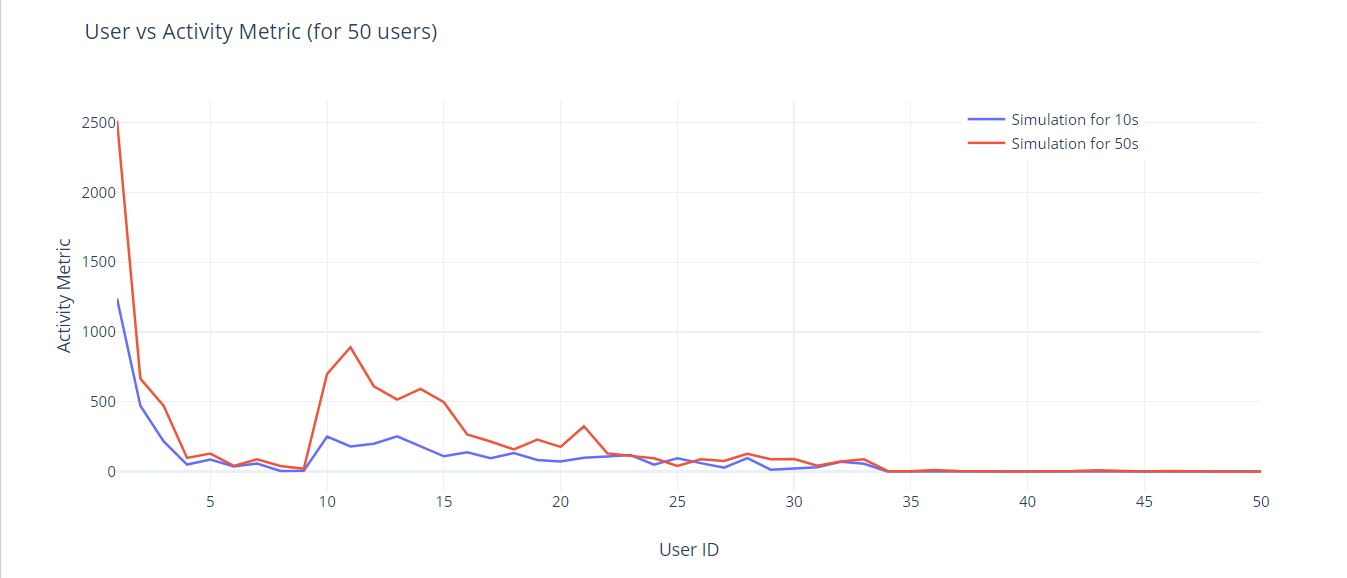 User vs Activity Metric (for 50 users)
Simulation for 10s
Simulation for 50s
2500
2000
1500
1000
500
0
Activity Metric
5 10 15 20 25 30 35 40 45 50
User ID